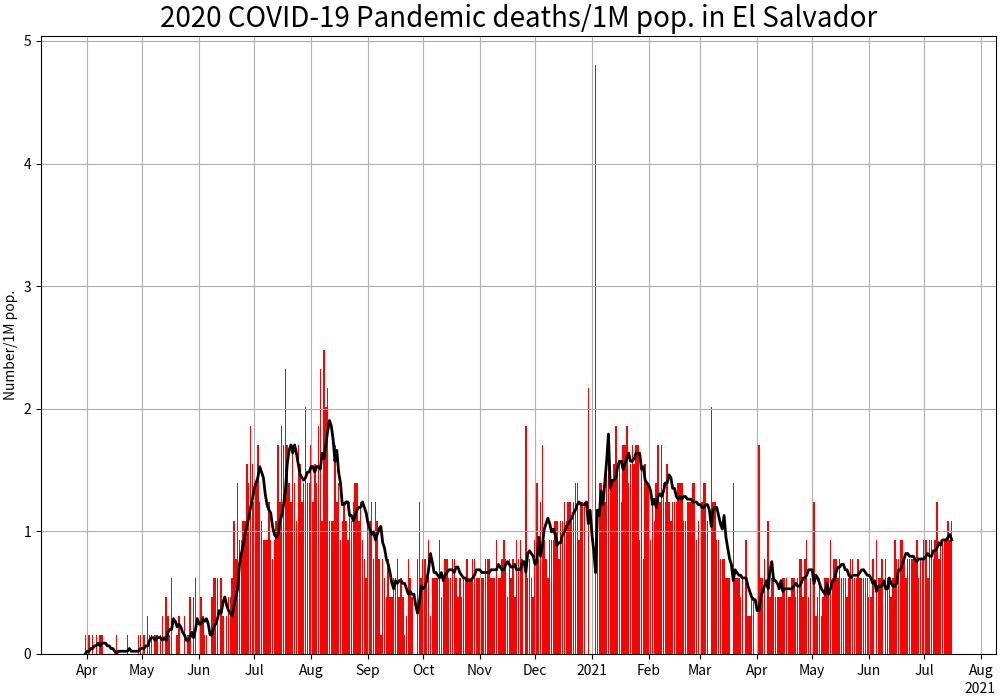 2020 COVID-19 Pandemic deaths/1M pop. in El Salvador
Number/1M pop.
5
4
3
2
1
0
Apr May Jun Jul Aug Sep Oct Nov Dec 2021 Feb Mar Apr May Jun Jul Aug
2021